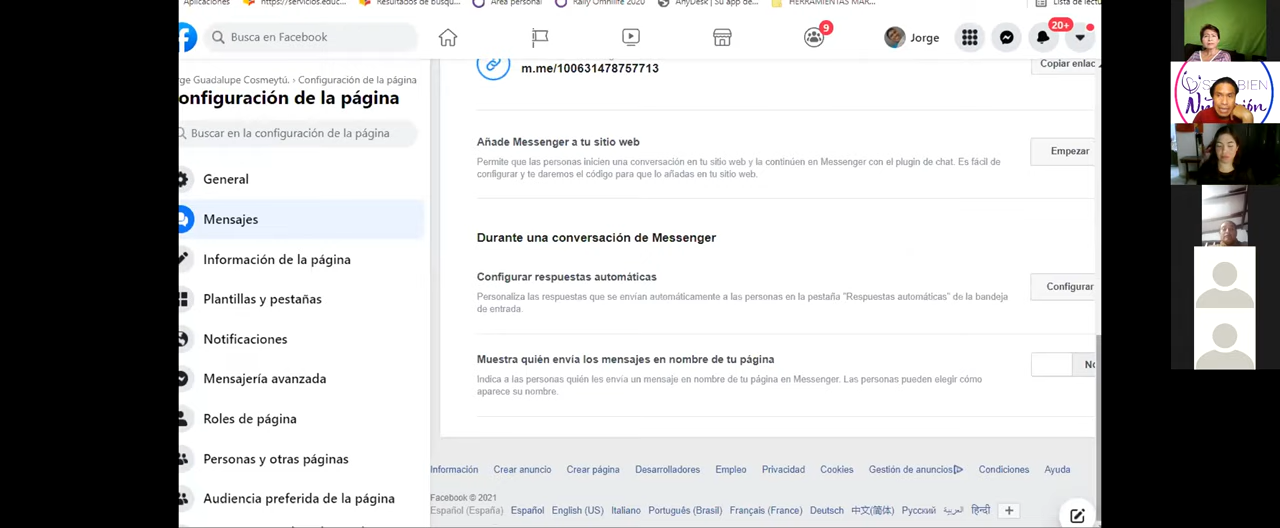 Aplicaciones
https://servicios.educ...
Resultados de búsqu...
Área personal
Rally Omnilife 2020
AnyDesk | Su app de...
HERRAMIENTAS MAR...
Lista de lectu
Busca en Facebook
9
Jorge
20+
rge Guadalupe Cosmeytú. › Configuración de la página
onfiguración de la página
Buscar en la configuración de la página
General
Mensajes
Información de la página
Plantillas y pestañas
Notificaciones
Mensajería avanzada
Roles de página
Personas y otras páginas
Audiencia preferida de la página
m.me/100631478757713
Copiar enlac
Añade Messenger a tu sitio web
Permite que las personas inicien una conversación en tu sitio web y la continúen en Messenger con el plugin de chat. Es fácil de
configurar y te daremos el código para que lo añadas en tu sitio web.
Empezar
Durante una conversación de Messenger
Configurar respuestas automáticas
Personaliza las respuestas que se envían automáticamente a las personas en la pestaña "Respuestas automáticas" de la bandeja
de entrada.
Configurar
Muestra quién envía los mensajes en nombre de tu página
Indica a las personas quién les envía un mensaje en nombre de tu página en Messenger. Las personas pueden elegir cómo
aparece su nombre.
No
Información Crear anuncio Crear página Desarrolladores Empleo Privacidad Cookies Gestión de anuncios Condiciones Ayuda
Facebook © 2021
Español (España) Español English (US) Italiano Português (Brasil) Français (France) Deutsch 中文(简体) Русский العربية हिन्दी